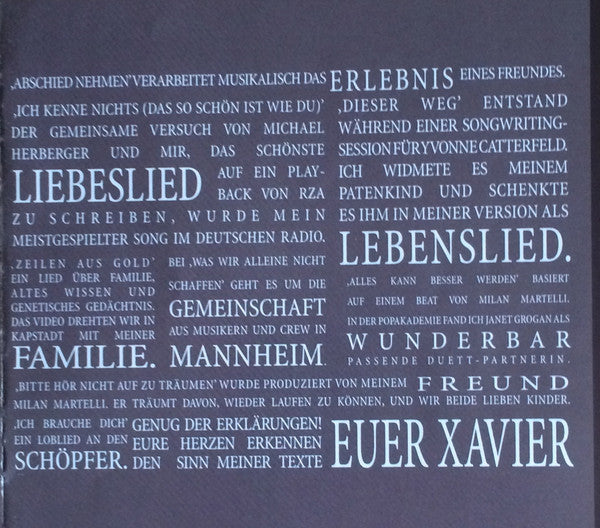 ‚ABSCHIED NEHMEN' VERARBEITET MUSIKALISCH DAS ERLEBNIS EINES FREUNDES.
‚ICH KENNE NICHTS (DAS SO SCHÖN IST WIE DU)'
DER GEMEINSAME VERSUCH VON MICHAEL
HERBERGER UND MIR, DAS SCHÖNSTE
LIEBESLIED AUF EIN PLAY-
BACK VON RZA
ZU SCHREIBEN, WURDE MEIN
MEISTGESPIELTER SONG IM DEUTSCHEN RADIO.
‚DIESER WEG' ENTSTAND
WÄHREND EINER SONGWRITING-
SESSION FÜR YVONNE CATTERFELD.
ICH WIDMETE ES MEINEM
PATENKIND UND SCHENKTE
ES IHM IN MEINER VERSION ALS
LEBENSLIED.
‚ZEILEN AUS GOLD'
EIN LIED ÜBER FAMILIE,
ALTES WISSEN UND
GENETISCHES GEDÄCHTNIS.
DAS VIDEO DREHTEN WIR IN
KAPSTADT MIT MEINER
FAMILIE.
BEI ‚WAS WIR ALLEINE NICHT
SCHAFFEN' GEHT ES UM DIE
GEMEINSCHAFT
AUS MUSIKERN UND CREW IN
MANNHEIM.
‚ALLES KANN BESSER WERDEN' BASIERT
AUF EINEM BEAT VON MILAN MARTELLI.
IN DER POPAKADEMIE FAND ICH JANET GROGAN ALS
WUNDERBAR
PASSENDE DUETT-PARTNERIN.
‚BITTE HÖR NICHT AUF ZU TRÄUMEN' WURDE PRODUZIERT VON MEINEM FREUND
MILAN MARTELLI. ER TRÄUMT DAVON, WIEDER LAUFEN ZU KÖNNEN, UND WIR BEIDE LIEBEN KINDER.
‚ICH BRAUCHE DICH'
EIN LOBLIED AN DEN
SCHÖPFER.
GENUG DER ERKLÄRUNGEN!
EURE HERZEN ERKENNEN
DEN SINN MEINER TEXTE
EUER XAVIER